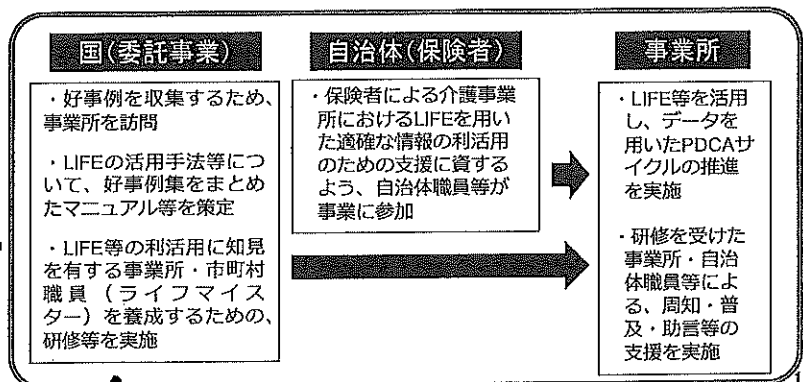 国(委託事業)
・好事例を収集するため、
事業所を訪問
・LIFEの活用手法等につ
いて、好事例集をまとめ
たマニュアル等を策定
・LIFE等の利活用に知見
を有する事業所・市町村
職員（ライフマイス
ター）を養成するための、
研修等を実施
自治体(保険者)
・保険者による介護事業
所におけるLIFEを用い
た適確な情報の利活用
のための支援に資する
よう、自治体職員等が
事業に参加
事業所
・LIFE等を活用
し、データを
用いたPDCAサ
イクルの推進
を実施
・研修を受けた
事業所・自治
体職員等によ
る、周知・普
及・助言等の
支援を実施